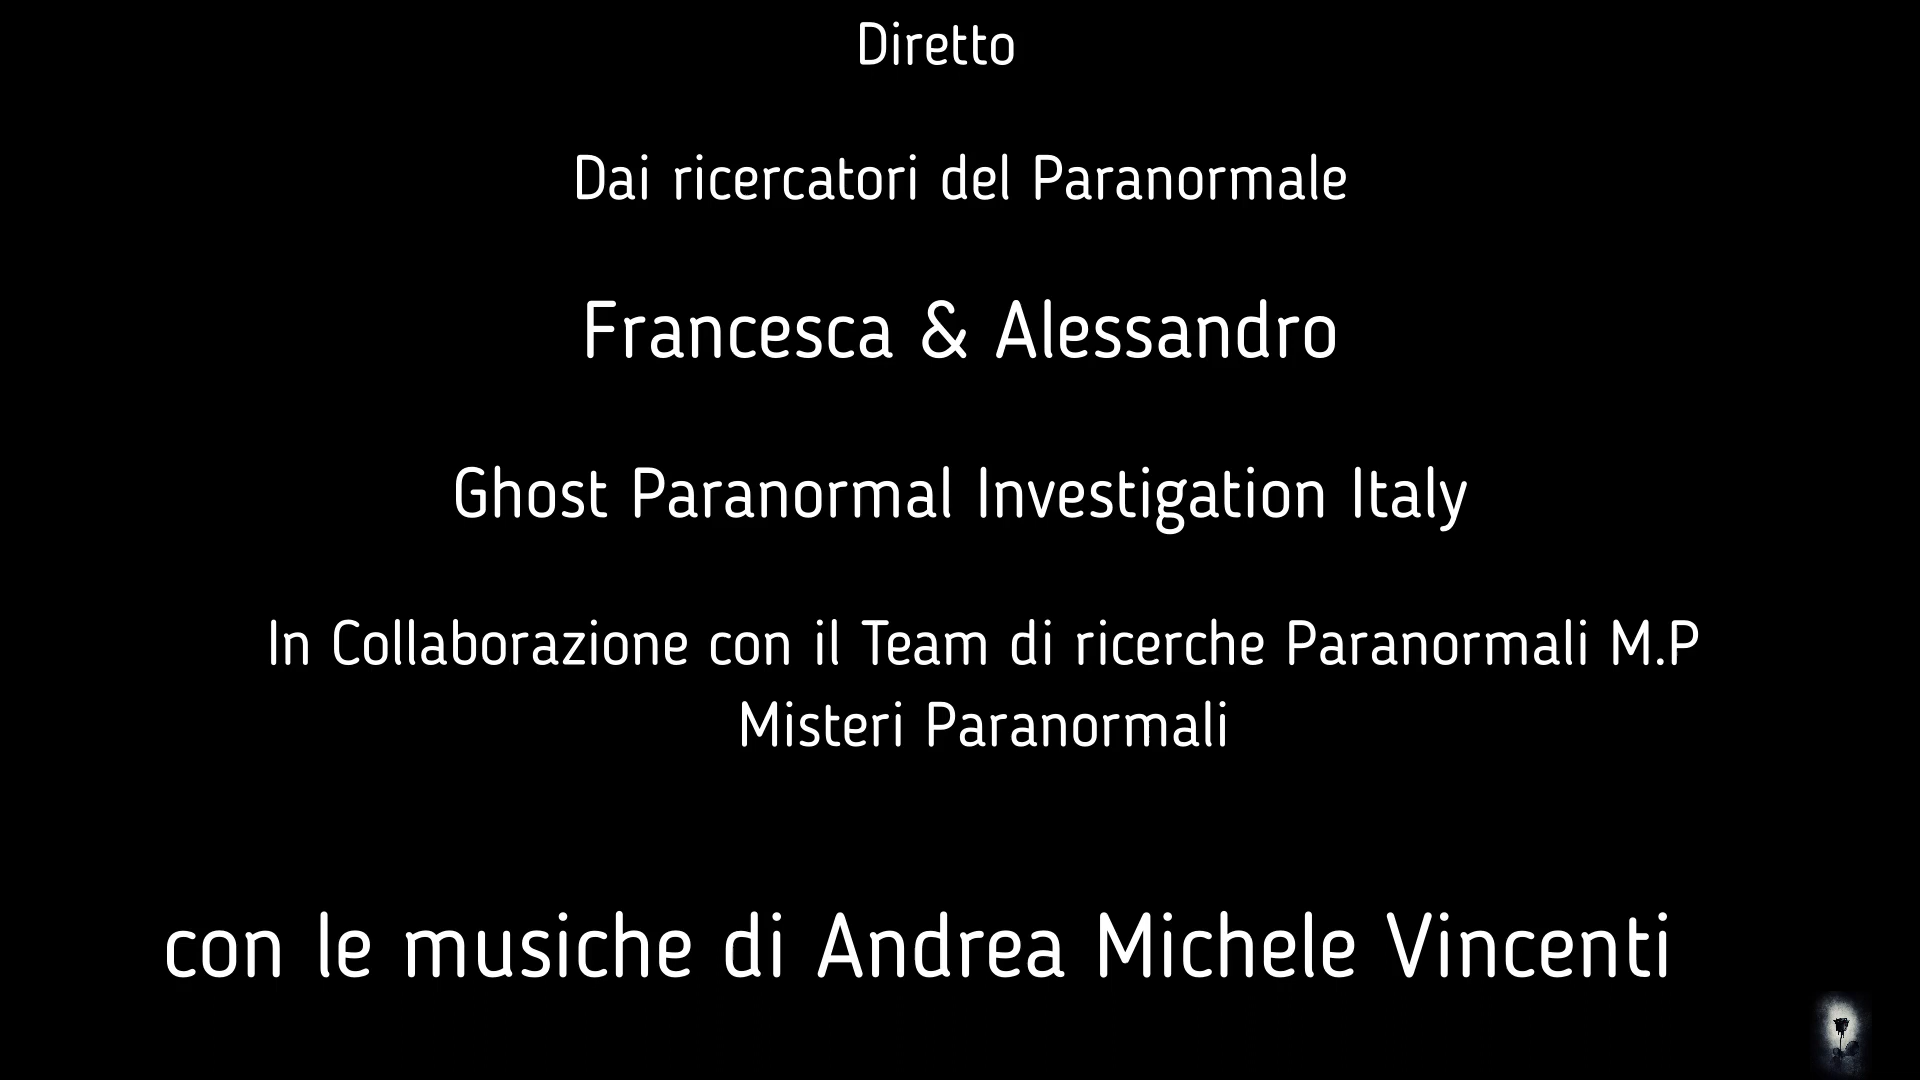 Diretto
Dai ricercatori del Paranormale
Francesca & Alessandro
Ghost Paranormal Investigation Italy
In Collaborazione con il Team di ricerche Paranormali M.P
Misteri Paranormali
con le musiche di Andrea Michele Vincenti